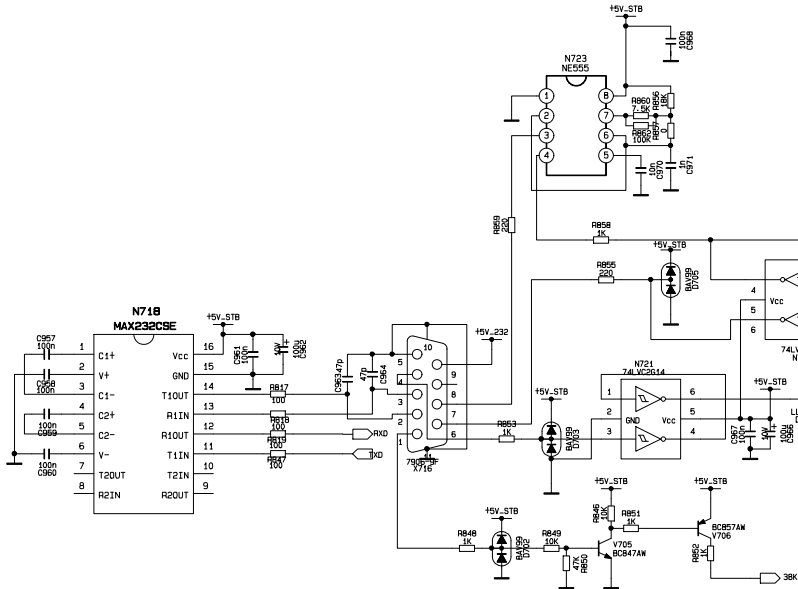 +5V_STB
100n
C968
N723
NE555
1
2
3
4
8
7
6
5
R860
7.5K
R856
18K
R857
0
100K
10n
C970
1n
C971
R859
220
R858
1K
+5V_STB
R855
220
BAV99
D705
4
5
6
Vcc
N718
MAX232CSE
C957
100n
100n
C958
100n
C959
100n
C960
1
2
3
4
5
6
7
8
C1+
V+
C1-
C2+
C2-
V-
T2OUT
R2IN
Vcc
GND
T1OUT
R1IN
R1OUT
T1IN
T2IN
R2OUT
16
15
14
13
12
11
10
9
+5V_STB
C961
100n
10V
100u
C962
R817
100
R818
100
R819
100
R847
100
RXD
TXD
C963
47p
47p
C964
10
5
4
3
2
1
9
8
7
6
11
7906_9F
X716
+5V_232
R853
1K
+5V_STB
BAV99
D703
N721
74LVC2G14
1
2
3
GND
Vcc
6
5
4
+5V_STB
C967
100n
10V
100u
C966
74LV
N
LL
D
R848
1K
+5V_STB
BAV99
D702
R849
10K
47K
R850
+5V_STB
R846
10K
R851
1K
V705
BC847AW
+5V_STB
BC857AW
V706
R852
1K
38K